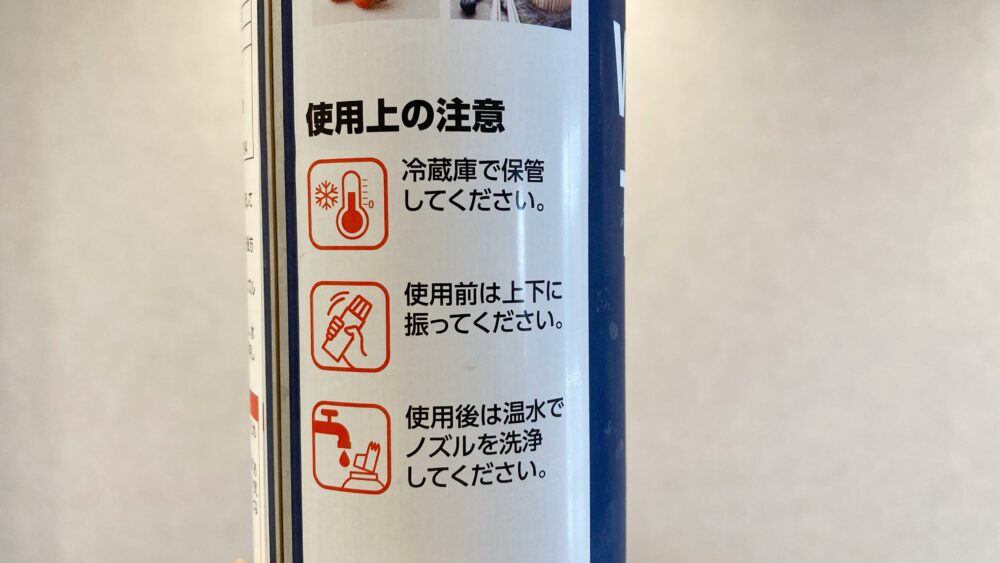 使用上の注意
冷蔵庫で保管
してください。
0
使用前は上下に
振ってください。
使用後は温水で
ノズルを洗浄
してください。